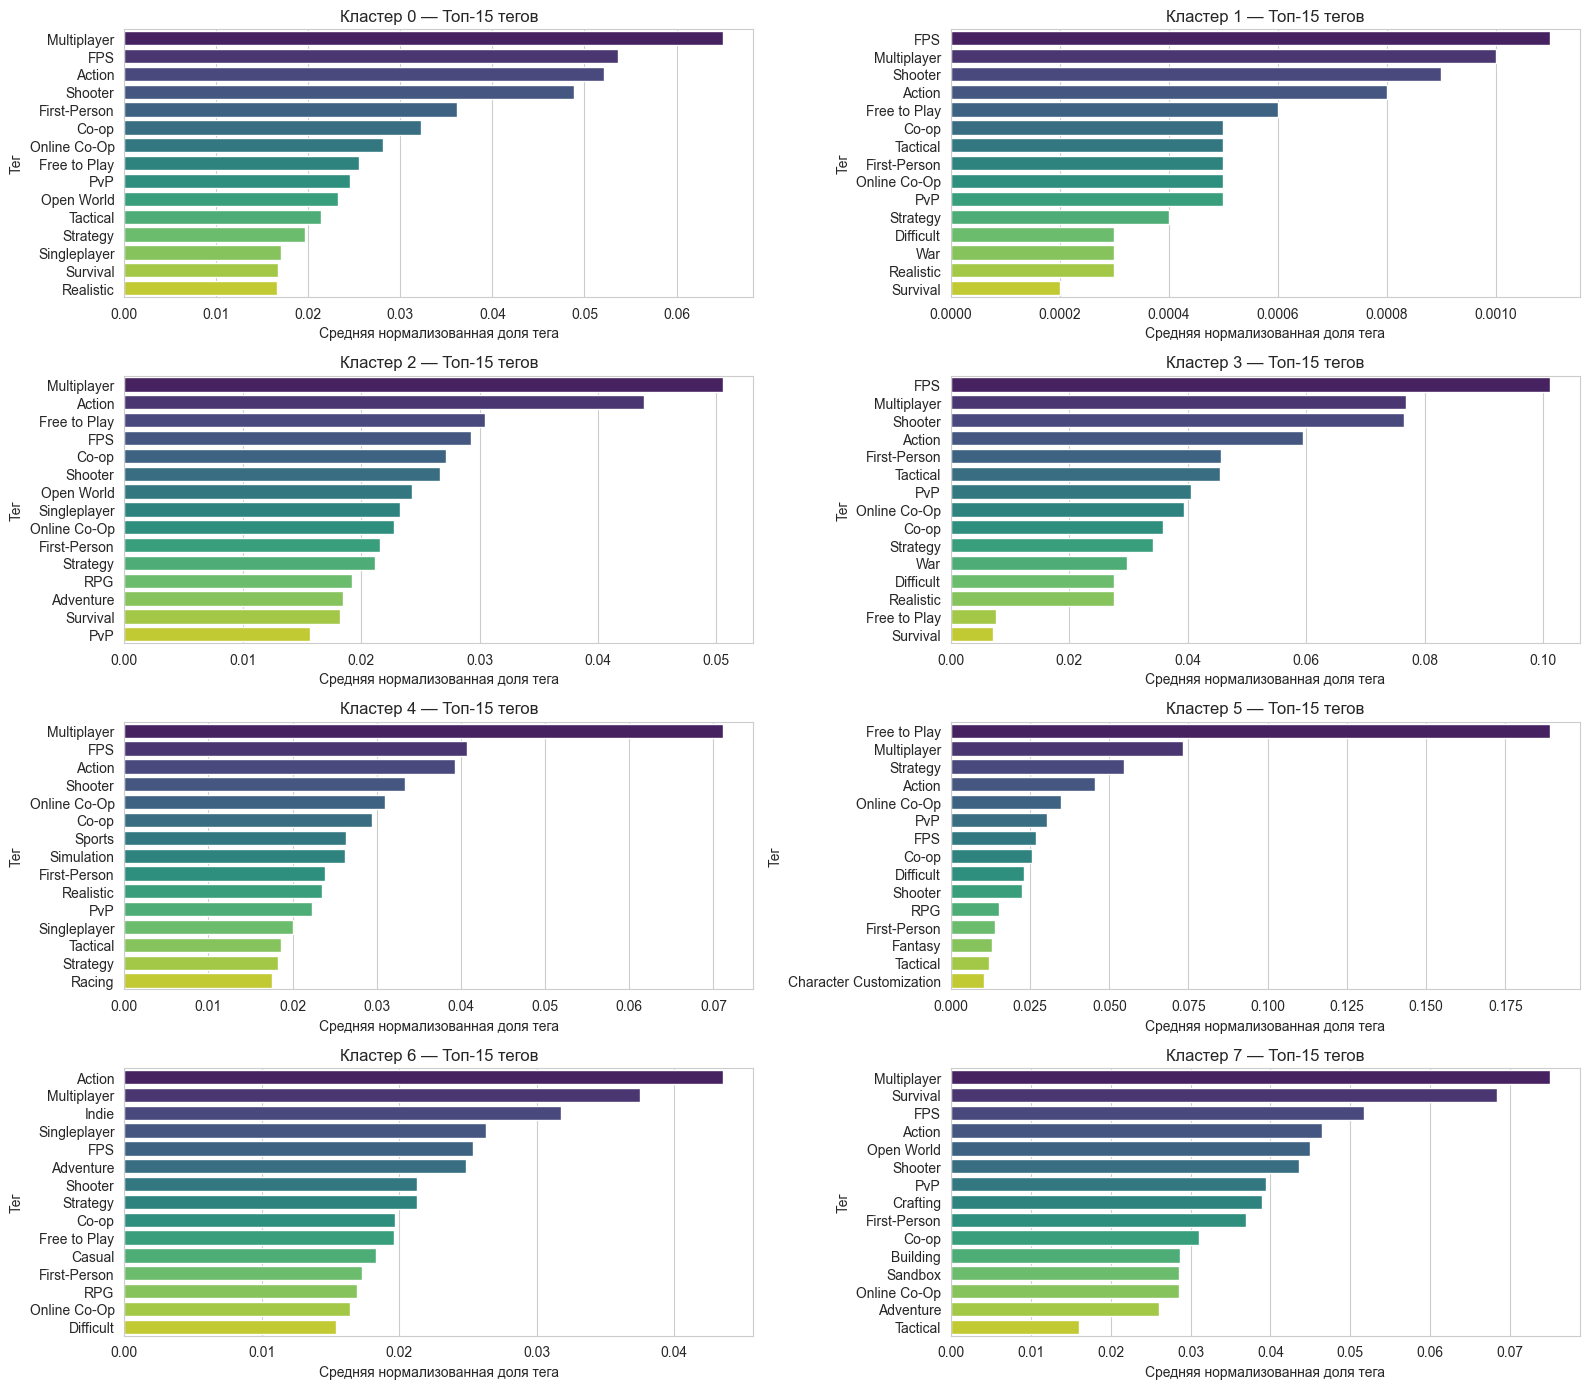 Кластер 0 — Топ-15 тегов
Multiplayer
FPS
Action
Shooter
First-Person
Co-op
Online Co-Op
Free to Play
PvP
Open World
Tactical
Strategy
Singleplayer
Survival
Realistic
Тег
0.00 0.01 0.02 0.03 0.04 0.05 0.06
Средняя нормализованная доля тега
Кластер 1 — Топ-15 тегов
FPS
Multiplayer
Shooter
Action
Free to Play
Co-op
Tactical
First-Person
Online Co-Op
PvP
Strategy
Difficult
War
Realistic
Survival
Тег
0.0000 0.0002 0.0004 0.0006 0.0008 0.0010
Средняя нормализованная доля тега
Кластер 2 — Топ-15 тегов
Multiplayer
Action
Free to Play
FPS
Co-op
Shooter
Open World
Singleplayer
Online Co-Op
First-Person
Strategy
RPG
Adventure
Survival
PvP
Тег
0.00 0.01 0.02 0.03 0.04 0.05
Средняя нормализованная доля тега
Кластер 3 — Топ-15 тегов
FPS
Multiplayer
Shooter
Action
First-Person
Tactical
PvP
Online Co-Op
Co-op
Strategy
War
Difficult
Realistic
Free to Play
Survival
Тег
0.00 0.02 0.04 0.06 0.08 0.10
Средняя нормализованная доля тега
Кластер 4 — Топ-15 тегов
Multiplayer
FPS
Action
Shooter
Online Co-Op
Co-op
Sports
Simulation
First-Person
Realistic
PvP
Singleplayer
Tactical
Strategy
Racing
Тег
0.00 0.01 0.02 0.03 0.04 0.05 0.06 0.07
Средняя нормализованная доля тега
Кластер 5 — Топ-15 тегов
Free to Play
Multiplayer
Strategy
Action
Online Co-Op
PvP
FPS
Co-op
Difficult
Shooter
RPG
First-Person
Fantasy
Tactical
Character Customization
Тег
0.000 0.025 0.050 0.075 0.100 0.125 0.150 0.175
Средняя нормализованная доля тега
Кластер 6 — Топ-15 тегов
Action
Multiplayer
Indie
Singleplayer
FPS
Adventure
Shooter
Strategy
Co-op
Free to Play
Casual
First-Person
RPG
Online Co-Op
Difficult
Тег
0.00 0.01 0.02 0.03 0.04
Средняя нормализованная доля тега
Кластер 7 — Топ-15 тегов
Multiplayer
Survival
FPS
Action
Open World
Shooter
PvP
Crafting
First-Person
Co-op
Building
Sandbox
Online Co-Op
Adventure
Tactical
Тег
0.00 0.01 0.02 0.03 0.04 0.05 0.06 0.07
Средняя нормализованная доля тега